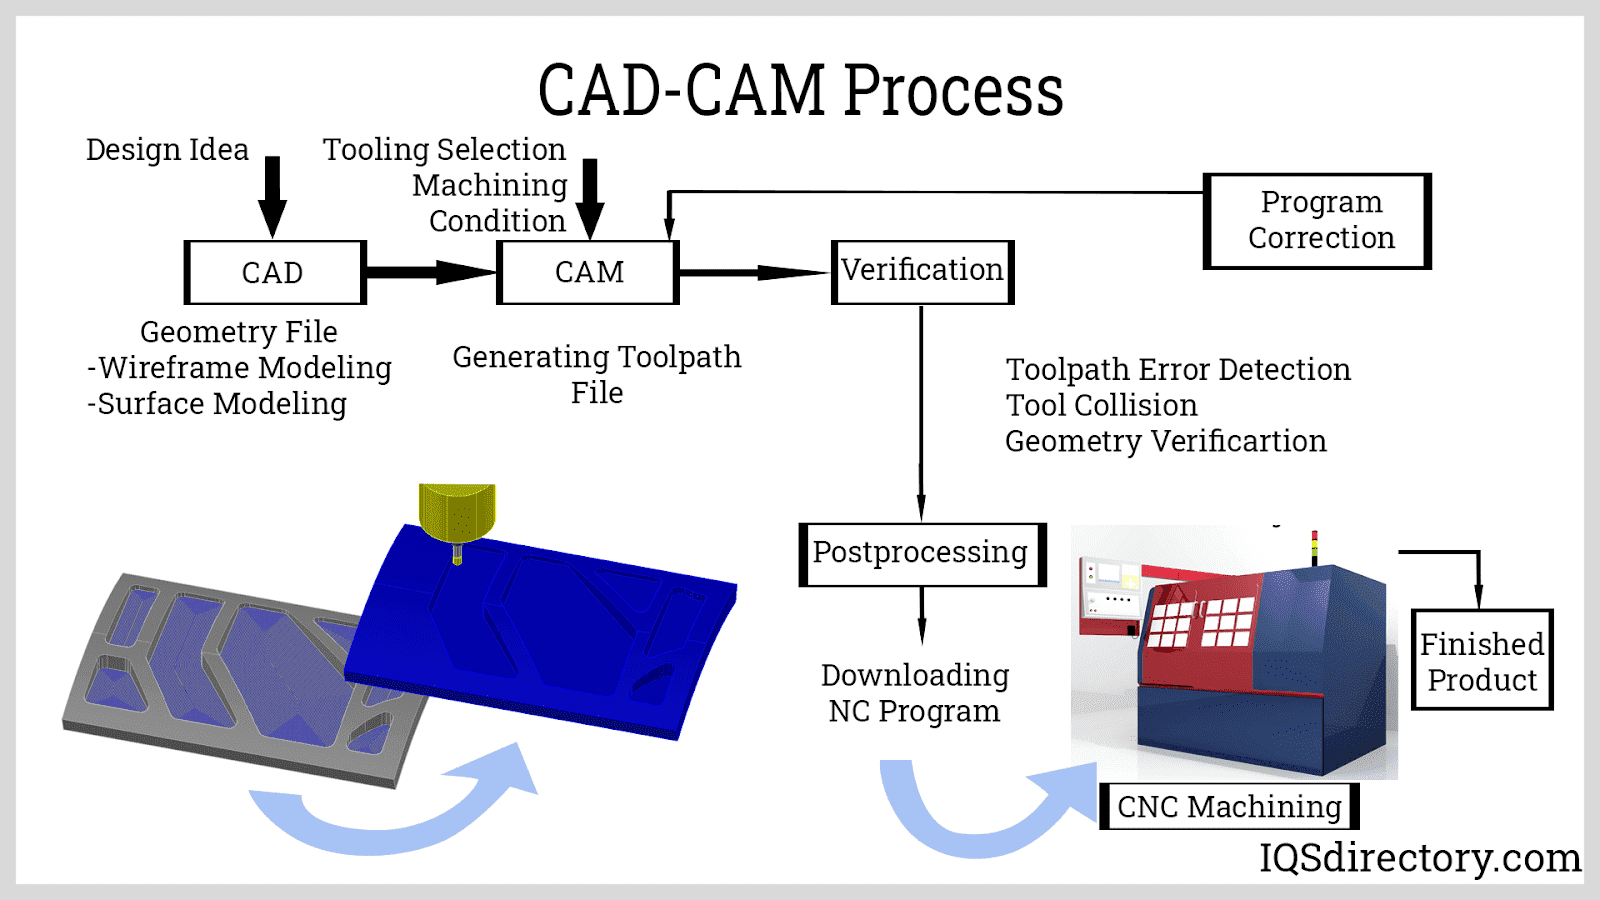 CAD-CAM Process
Design Idea
Tooling Selection
Machining
Condition
Program
Correction
CAD
CAM
Verification
Geometry File
-Wireframe Modeling
-Surface Modeling
Generating Toolpath
File
Toolpath Error Detection
Tool Collision
Geometry Verificartion
Postprocessing
Downloading
NC Program
Finished
Product
CNC Machining
IQSdirectory.com